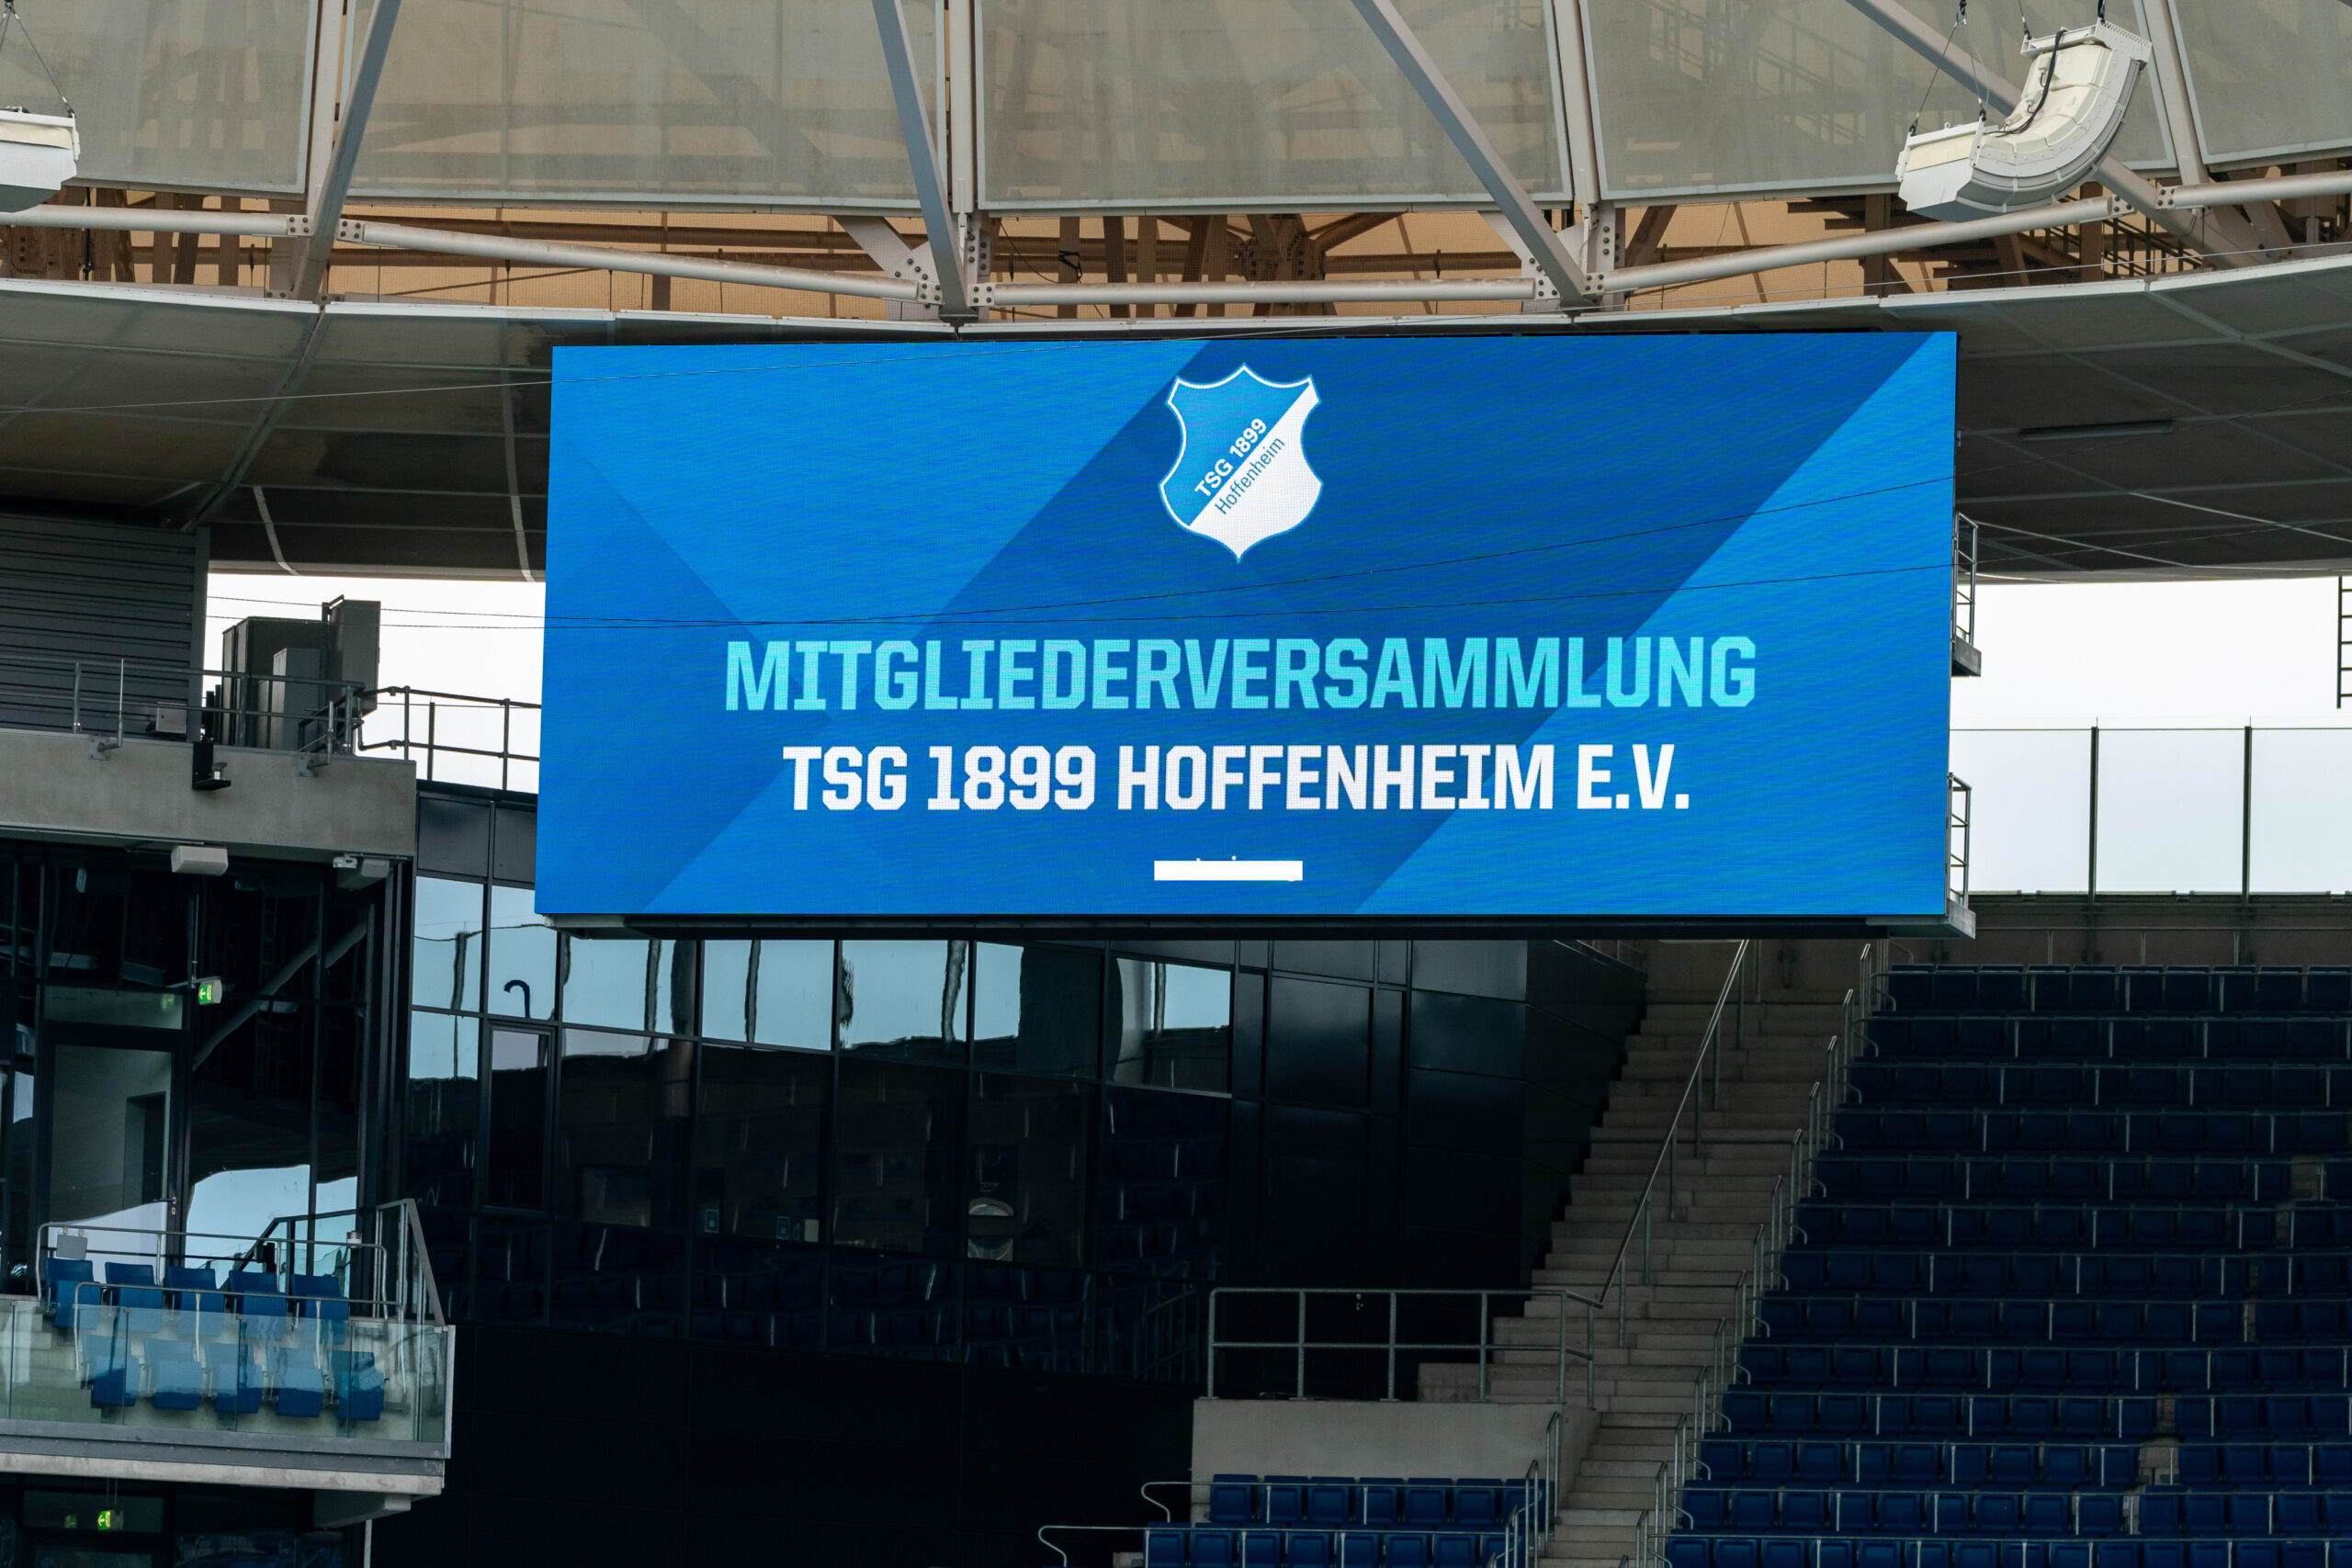 TSG 1899
Hoffenheim
MITGLIEDERVERSAMMLUNG
TSG 1899 HOFFENHEIM E.V.